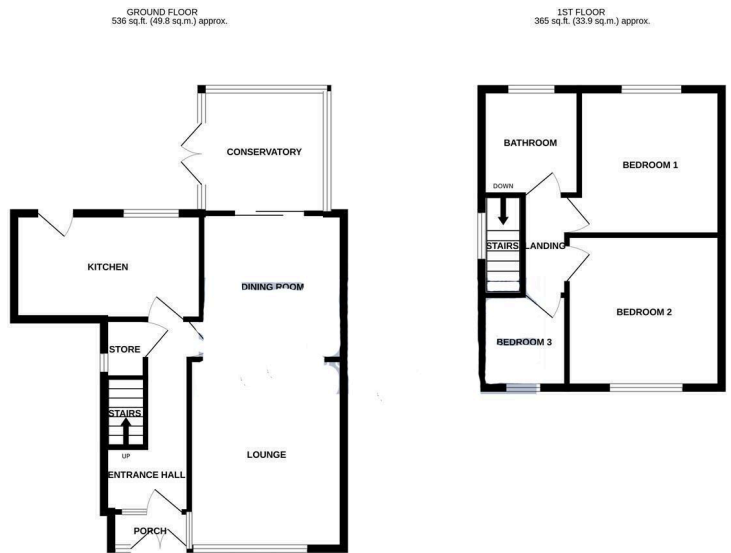 GROUND FLOOR
536 sq.ft. (49.8 sq.m.) approx.
CONSERVATORY
KITCHEN
DINING ROOM
STORE
STAIRS
UP
ENTRANCE HALL
LOUNGE
PORCH
1ST FLOOR
365 sq.ft. (33.9 sq.m.) approx.
BATHROOM
BEDROOM 1
DOWN
STAIRS
LANDING
BEDROOM 2
BEDROOM 3